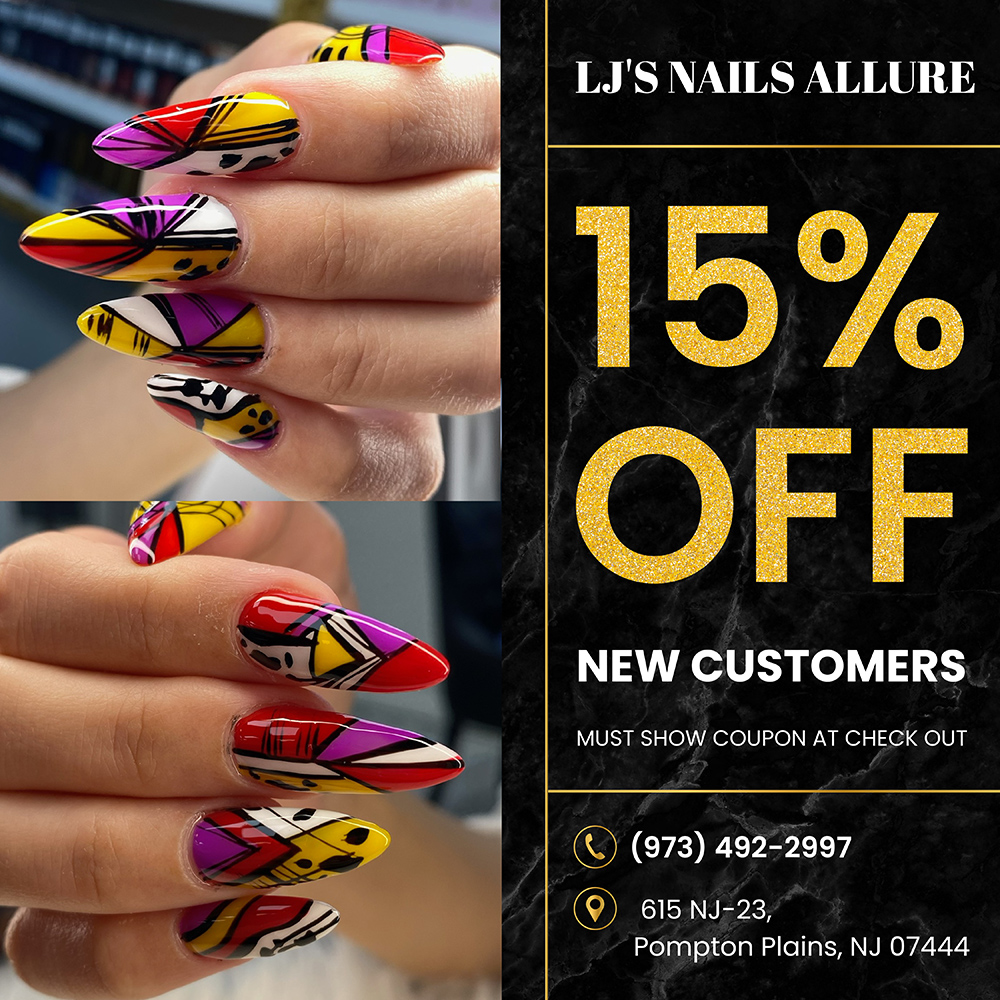 LJ'S NAILS ALLURE
15%
OFF
NEW CUSTOMERS
MUST SHOW COUPON AT CHECK OUT
(973) 492-2997
615 NJ-23,
Pompton Plains, NJ 07444